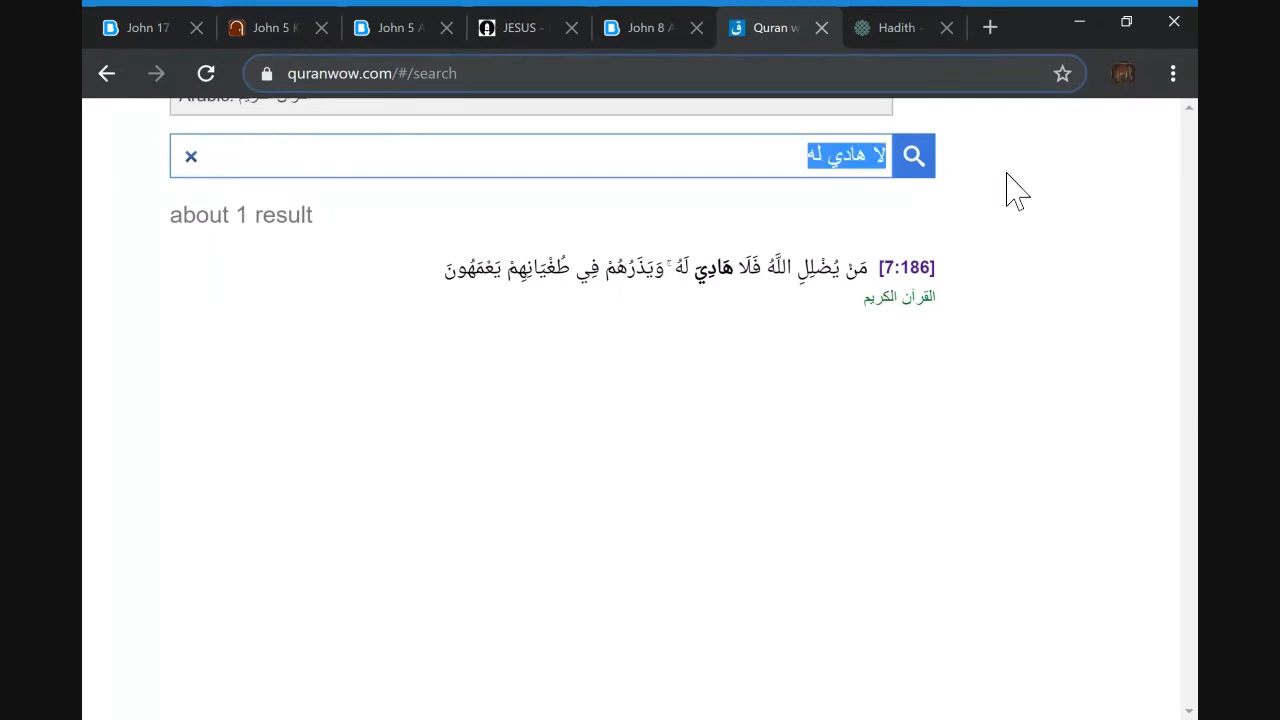 John 17
John 5 K
John 5 A
JESUS -
John 8 A
Quran w
Hadith -
quranwow.com/#/search
Arabic:
لا هادي له
about 1 result
[7:186] مَنْ يُضْلِلِ اللَّهُ فَلَا هَادِيَ لَهُ ۚ وَيَذَرُهُمْ فِي طُغْيَانِهِمْ يَعْمَهُونَ
القرآن الكريم